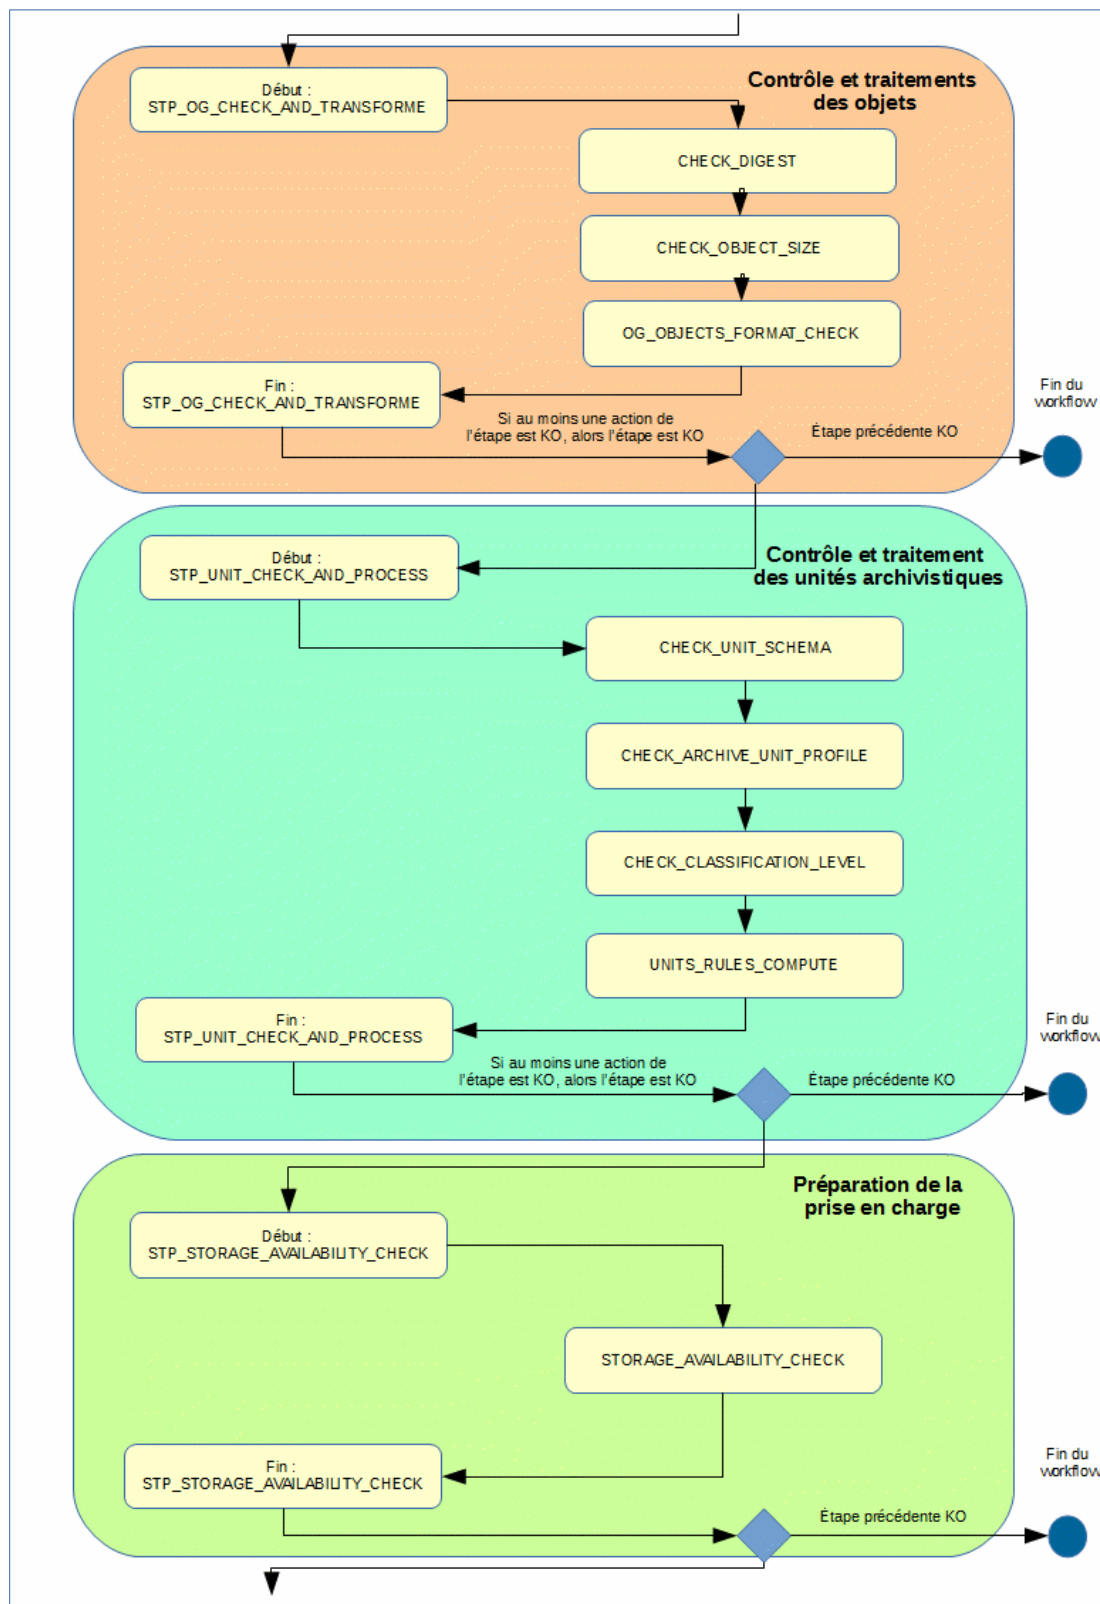 Contrôle et traitements
des objets
Début :
STP_OG_CHECK_AND_TRANSFORME
CHECK_DIGEST
CHECK_OBJECT_SIZE
OG_OBJECTS_FORMAT_CHECK
Fin :
STP_OG_CHECK_AND_TRANSFORME
Si au moins une action de
l'étape est KO, alors l'étape est KO
Étape précédente KO
Fin du
workflow
Contrôle et traitement
des unités archivistiques
Début :
STP_UNIT_CHECK_AND_PROCESS
CHECK_UNIT_SCHEMA
CHECK_ARCHIVE_UNIT_PROFILE
CHECK_CLASSIFICATION_LEVEL
UNITS_RULES_COMPUTE
Fin :
STP_UNIT_CHECK_AND_PROCESS
Si au moins une action de
l'étape est KO, alors l'étape est KO
Étape précédente KO
Fin du
workflow
Préparation de la
prise en charge
Début :
STP_STORAGE_AVAILABILITY_CHECK
STORAGE_AVAILABILITY_CHECK
Fin :
STP_STORAGE_AVAILABILITY_CHECK
Étape précédente KO
Fin du
workflow